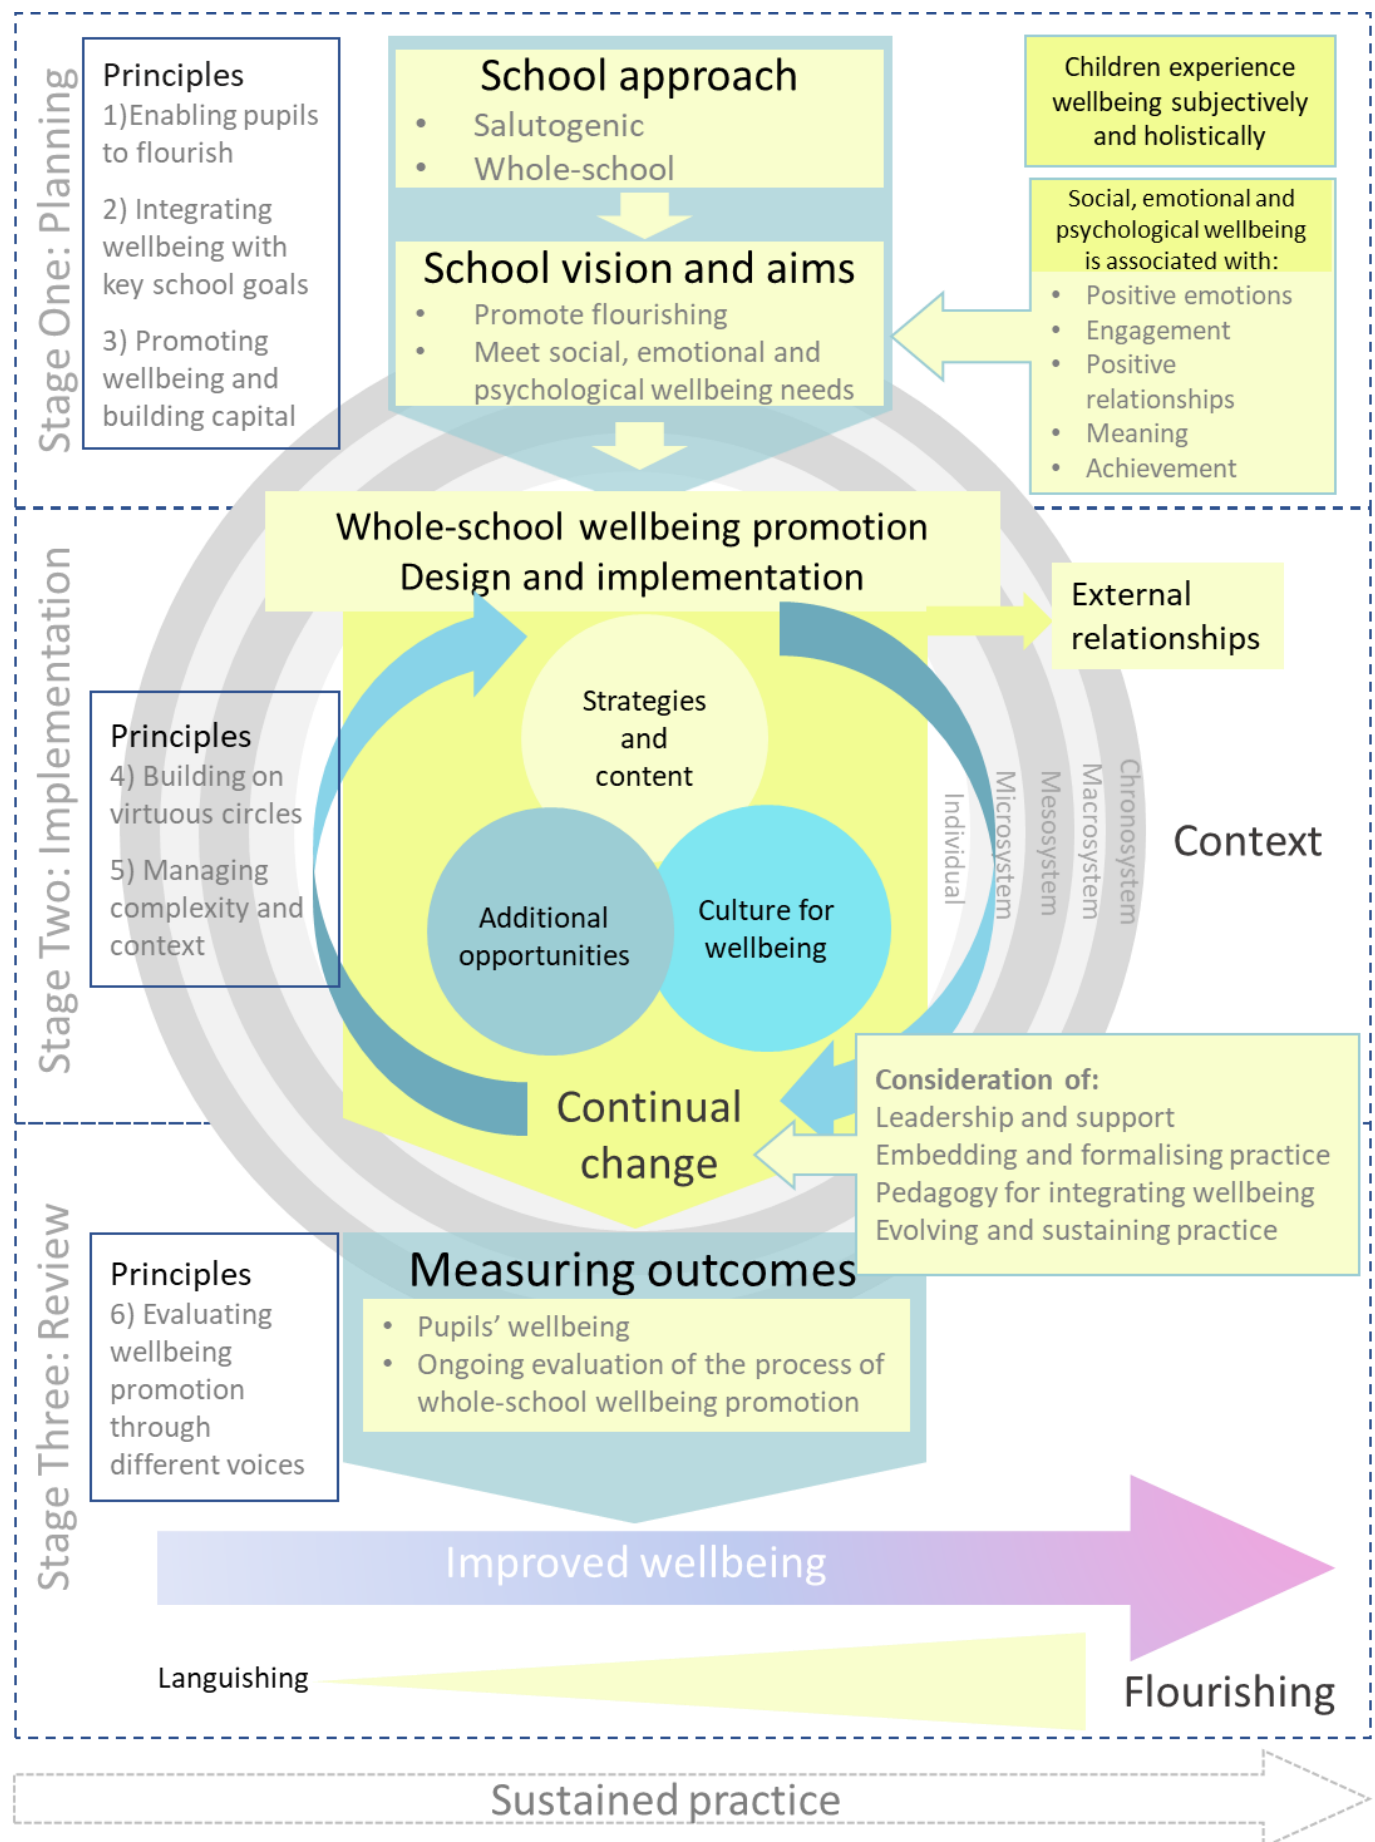 Stage One: Planning
Principles
1)Enabling pupils
to flourish
2) Integrating
wellbeing with
key school goals
3) Promoting
wellbeing and
building capital
School approach
• Salutogenic
• Whole-school
School vision and aims
• Promote flourishing
• Meet social, emotional and
psychological wellbeing needs
Children experience
wellbeing subjectively
and holistically
Social, emotional and
psychological wellbeing
is associated with:
• Positive emotions
• Engagement
• Positive
relationships
• Meaning
• Achievement
Stage Two: Implementation
Whole-school wellbeing promotion
Design and implementation
External
relationships
Principles
4) Building on
virtuous circles
5) Managing
complexity and
context
Strategies
and
content
Additional
opportunities
Culture for
wellbeing
Individual
Microsystem
Mesosystem
Macrosystem
Chronosystem
Context
Continual
change
Consideration of:
Leadership and support
Embedding and formalising practice
Pedagogy for integrating wellbeing
Evolving and sustaining practice
Stage Three: Review
Principles
6) Evaluating
wellbeing
promotion
through
different voices
Measuring outcomes
• Pupils’ wellbeing
• Ongoing evaluation of the process of
whole-school wellbeing promotion
Improved wellbeing
Languishing
Flourishing
Sustained practice